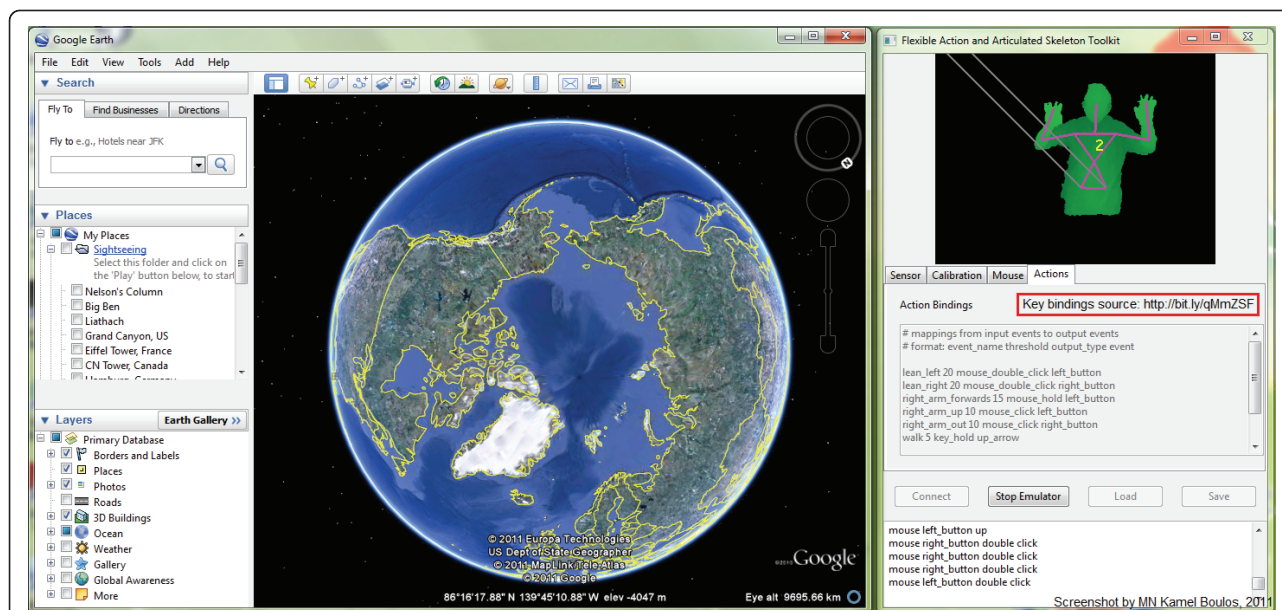 Google Earth
File Edit View Tools Add Help
Search
Fly To Find Businesses Directions
Fly to e.g., Hotels near JFK
Places
My Places
Sightseeing
Select this folder and click on
the 'Play' button below, to start
Nelson's Column
Big Ben
Liathach
Grand Canyon, US
Eiffel Tower, France
CN Tower, Canada
Hamburg, Germany
Layers Earth Gallery >>
Primary Database
Borders and Labels
Places
Photos
Roads
3D Buildings
Ocean
Weather
Gallery
Global Awareness
More
© 2011 Europa Technologies
US Dept of State Geographer
© 2011 MapLink/Tele Atlas
© 2011 Google
©2010 Google
86°16'17.88" N 139°45'10.88" W elev -4047 m Eye alt 9695.66 km
Flexible Action and Articulated Skeleton Toolkit
2
Sensor Calibration Mouse Actions
Action Bindings Key bindings source: http://bit.ly/qMmZSF
# mappings from input events to output events
# format: event_name threshold output_type event
lean_left 20 mouse_double_click left_button
lean_right 20 mouse_double_click right_button
right_arm_forwards 15 mouse_hold left_button
right_arm_up 10 mouse_click left_button
right_arm_out 10 mouse_click right_button
walk 5 key_hold up_arrow
Connect Stop Emulator Load Save
mouse left_button up
mouse right_button double click
mouse right_button double click
mouse right_button double click
mouse left_button double click
Screenshot by MN Kamel Boulos, 2011